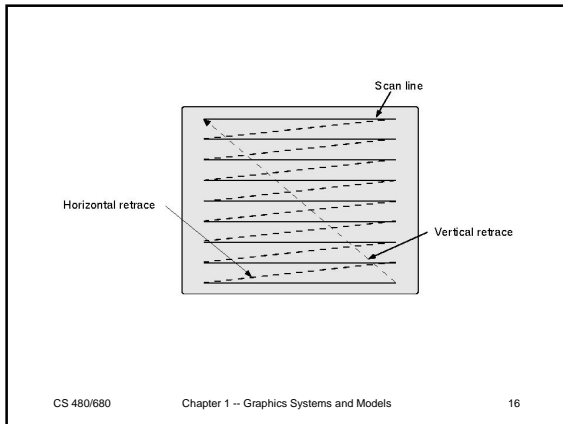 Scan line
Horizontal retrace
Vertical retrace
CS 480/680 Chapter 1 -- Graphics Systems and Models 16